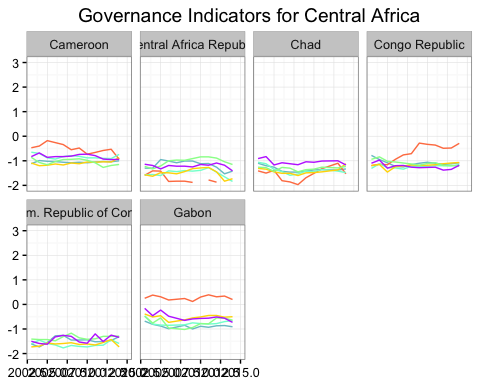 Governance Indicators for Central Africa
Cameroon
entral Africa Repub
Chad
Congo Republic
3
2
1
0
-1
-2
m. Republic of Con
Gabon
3
2
1
0
-1
-2